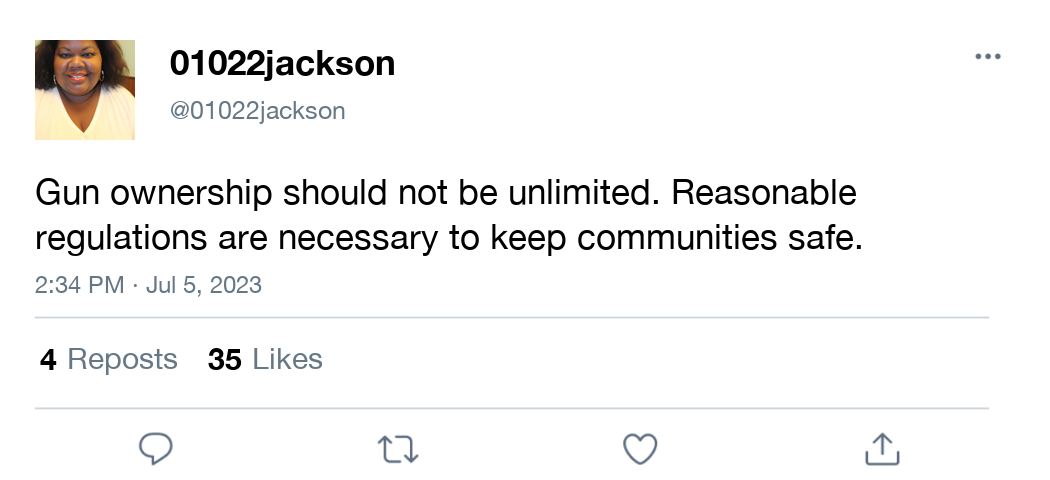 01022jackson
@01022jackson
Gun ownership should not be unlimited. Reasonable
regulations are necessary to keep communities safe.
2:34 PM · Jul 5, 2023
4 Reposts 35 Likes